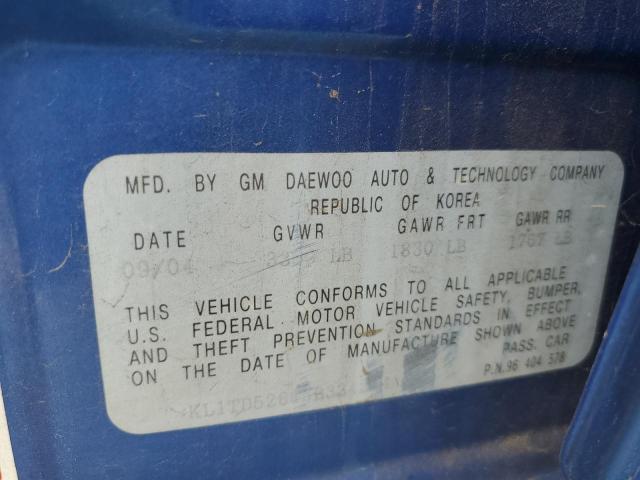 MFD. BY GM DAEWOO AUTO & TECHNOLOGY COMPANY
REPUBLIC OF KOREA
DATE GVWR GAWR FRT GAWR RR
09/04 LB 1830 LB LB
THIS VEHICLE CONFORMS TO ALL APPLICABLE
U.S. FEDERAL MOTOR VEHICLE SAFETY, BUMPER,
AND THEFT PREVENTION STANDARDS IN EFFECT
ON THE DATE OF MANUFACTURE SHOWN ABOVE
PASS. CAR
P.N. 96 404 578